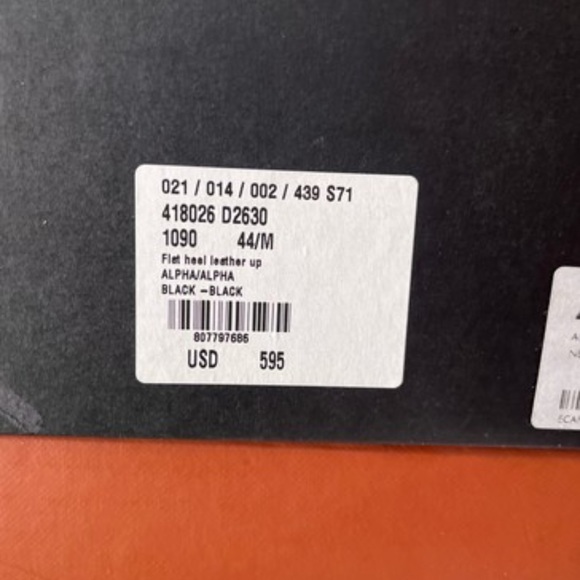 021 / 014 / 002 / 439 S71
418026 D2630
1090 44/M
Flat heel leather up
ALPHA/ALPHA
BLACK -BLACK
807797686
USD 595